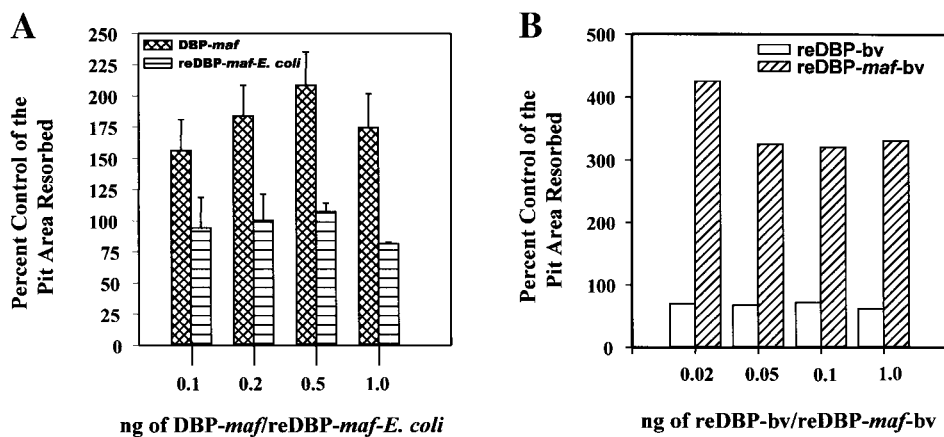 A
B
Percent Control of the
Pit Area Resorbed
250
225
200
175
150
125
100
75
50
25
0
DBP-maf
reDBP-maf-E. coli
0.1 0.2 0.5 1.0
ng of DBP-maf/reDBP-maf-E. coli
Percent Control of the
Pit Area Resorbed
500
400
300
200
100
0
reDBP-bv
reDBP-maf-bv
0.02 0.05 0.1 1.0
ng of reDBP-bv/reDBP-maf-bv